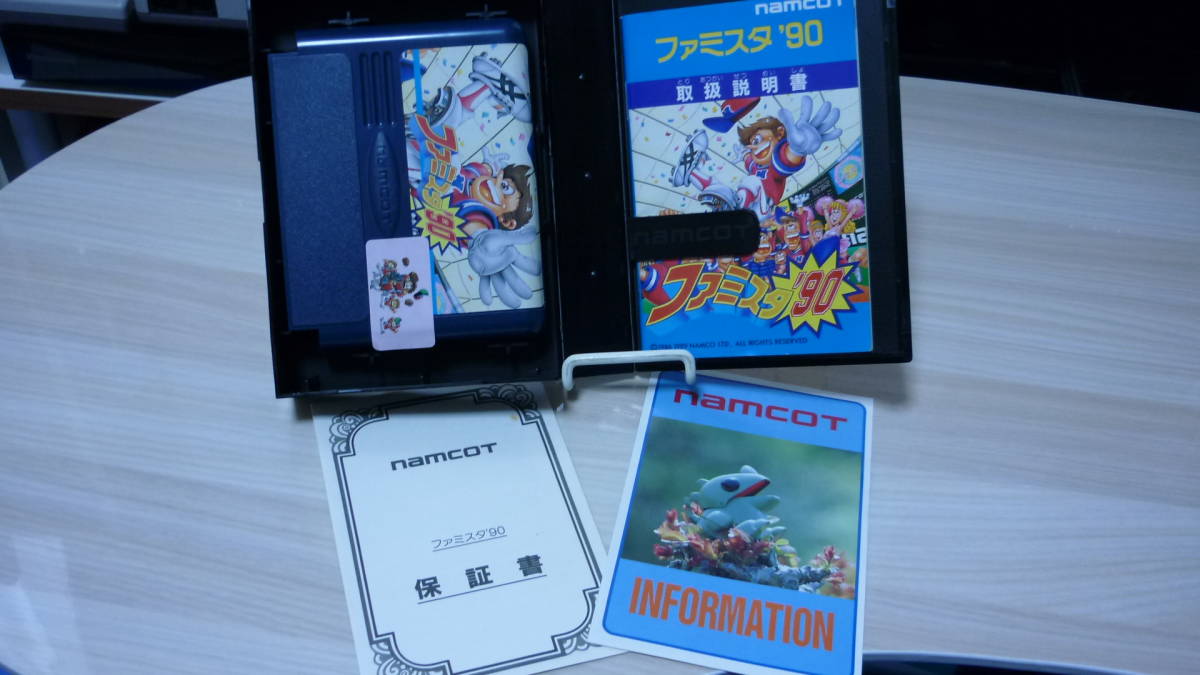 namcot
ファミスタ
'90
namcot
ファミスタ '90
とり あつかい せつ めい しょ
取扱説明書
namcot
ファミスタ
'90
NAMCO LTD., ALL RIGHTS RESERVED
namcot
ファミスタ'90
保証書
namcot
INFORMATION